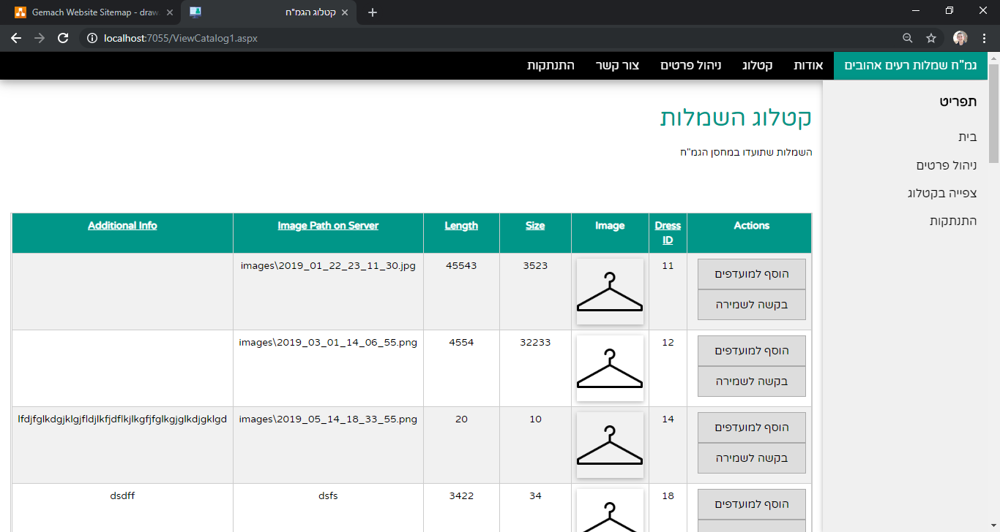 Gemach Website Sitemap - draw
קטלוג הגמ"ח
localhost:7055/ViewCatalog1.aspx
גמ"ח שמלות רעים אהובים
אודות
קטלוג
ניהול פרטים
צור קשר
התנתקות
תפריט
בית
ניהול פרטים
צפייה בקטלוג
התנתקות
קטלוג השמלות
השמלות שתועדו במחסן הגמ"ח
Actions
Dress ID
Image
Size
Length
Image Path on Server
Additional Info
הוסף למועדפים
בקשה לשמירה
11
3523
45543
images\2019_01_22_23_11_30.jpg
הוסף למועדפים
בקשה לשמירה
12
32233
4554
images\2019_03_01_14_06_55.png
הוסף למועדפים
בקשה לשמירה
14
10
20
images\2019_05_14_18_33_55.png
lfdjfglkdgjklgjfldjlkfjdflkjlkgfjfglkgjglkdjgklgd
הוסף למועדפים
18
34
3422
dsfs
dsdff